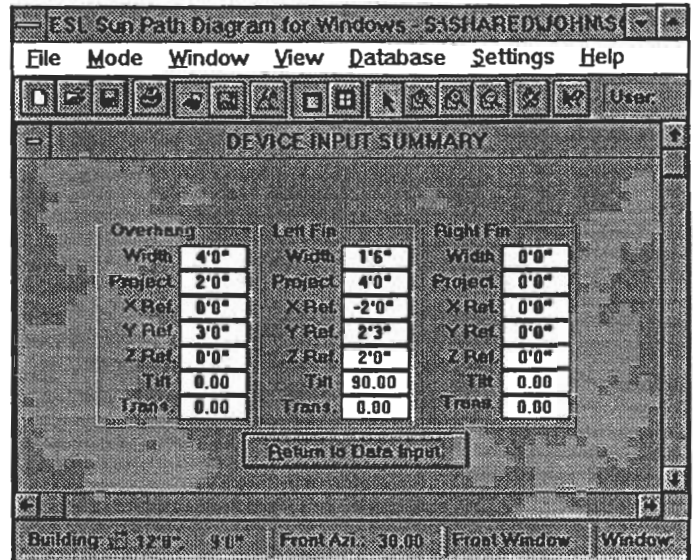 ESL Sun Path Diagram for Windows - S:\SHARED\JOHN\S
File Mode Window View Database Settings Help
User:
DEVICE INPUT SUMMARY
Overhang Left Fin Right Fin
Width 4'0" Width 1'6" Width 0'0"
Project. 2'0" Project. 4'0" Project. 0'0"
X Ref. 0'0" X Ref. -2'0" X Ref. 0'0"
Y Ref. 3'0" Y Ref. 2'3" Y Ref. 0'0"
Z Ref. 0'0" Z Ref. 2'0" Z Ref. 0'0"
Tilt 0.00 Tilt 90.00 Tilt 0.00
Trans. 0.00 Trans. 0.00 Trans. 0.00
Return to Data Input
Building: Front Azi.: 30.00 Front Window Window: